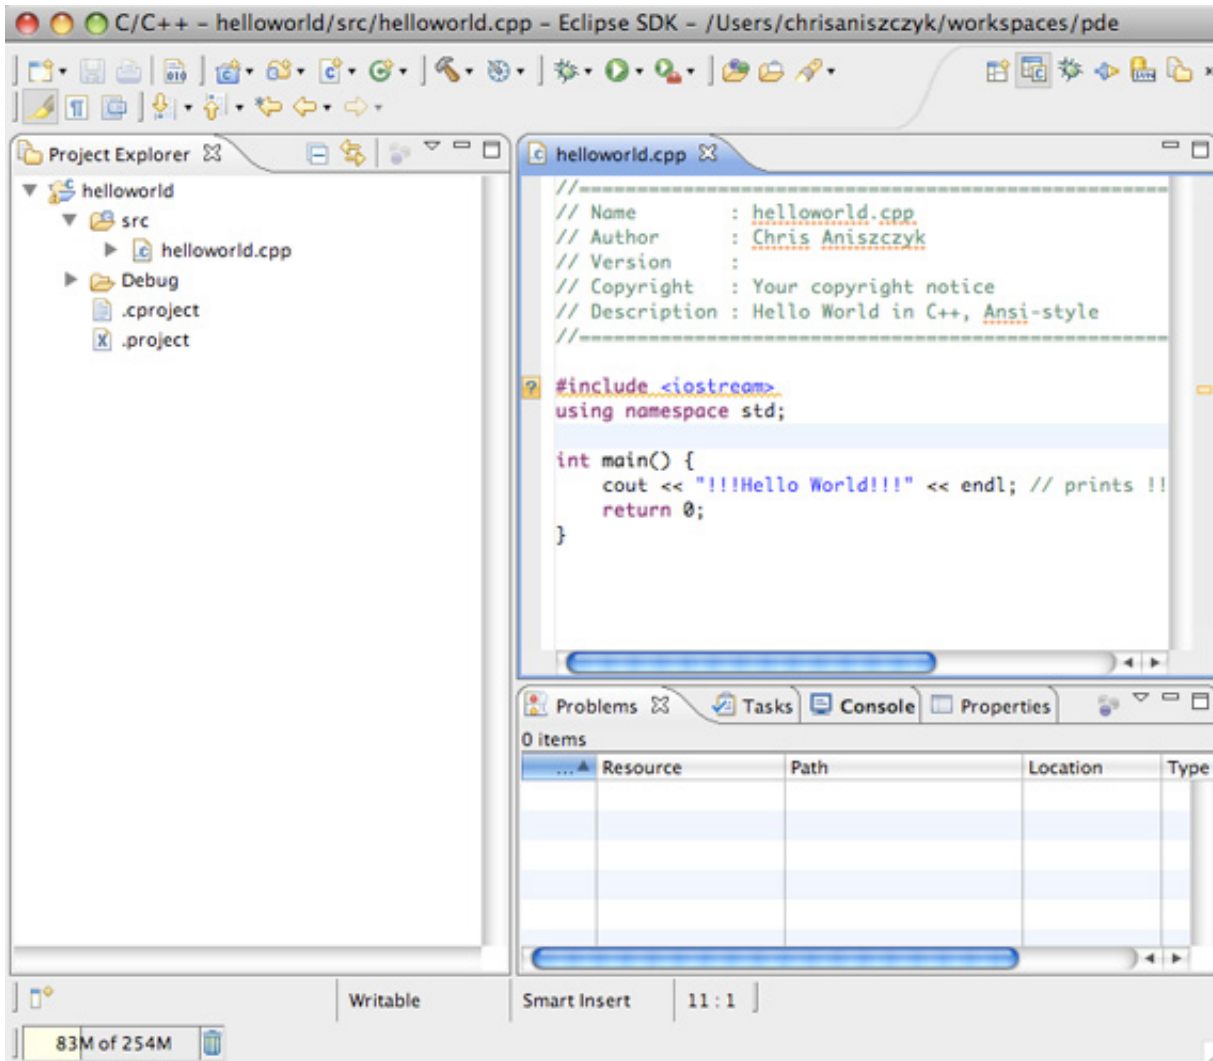 C/C++ – helloworld/src/helloworld.cpp – Eclipse SDK – /Users/chrisaniszczyk/workspaces/pde
010
Project Explorer
helloworld
src
helloworld.cpp
Debug
.cproject
.project
helloworld.cpp
//===================================================
// Name        : helloworld.cpp
// Author      : Chris Aniszczyk
// Version     :
// Copyright   : Your copyright notice
// Description : Hello World in C++, Ansi-style
//===================================================
#include <iostream>
using namespace std;
int main() {
    cout << "!!!Hello World!!!" << endl; // prints !!
    return 0;
}
Problems
Tasks
Console
Properties
0 items
... Resource Path Location Type
Writable Smart Insert 11 : 1
83M of 254M